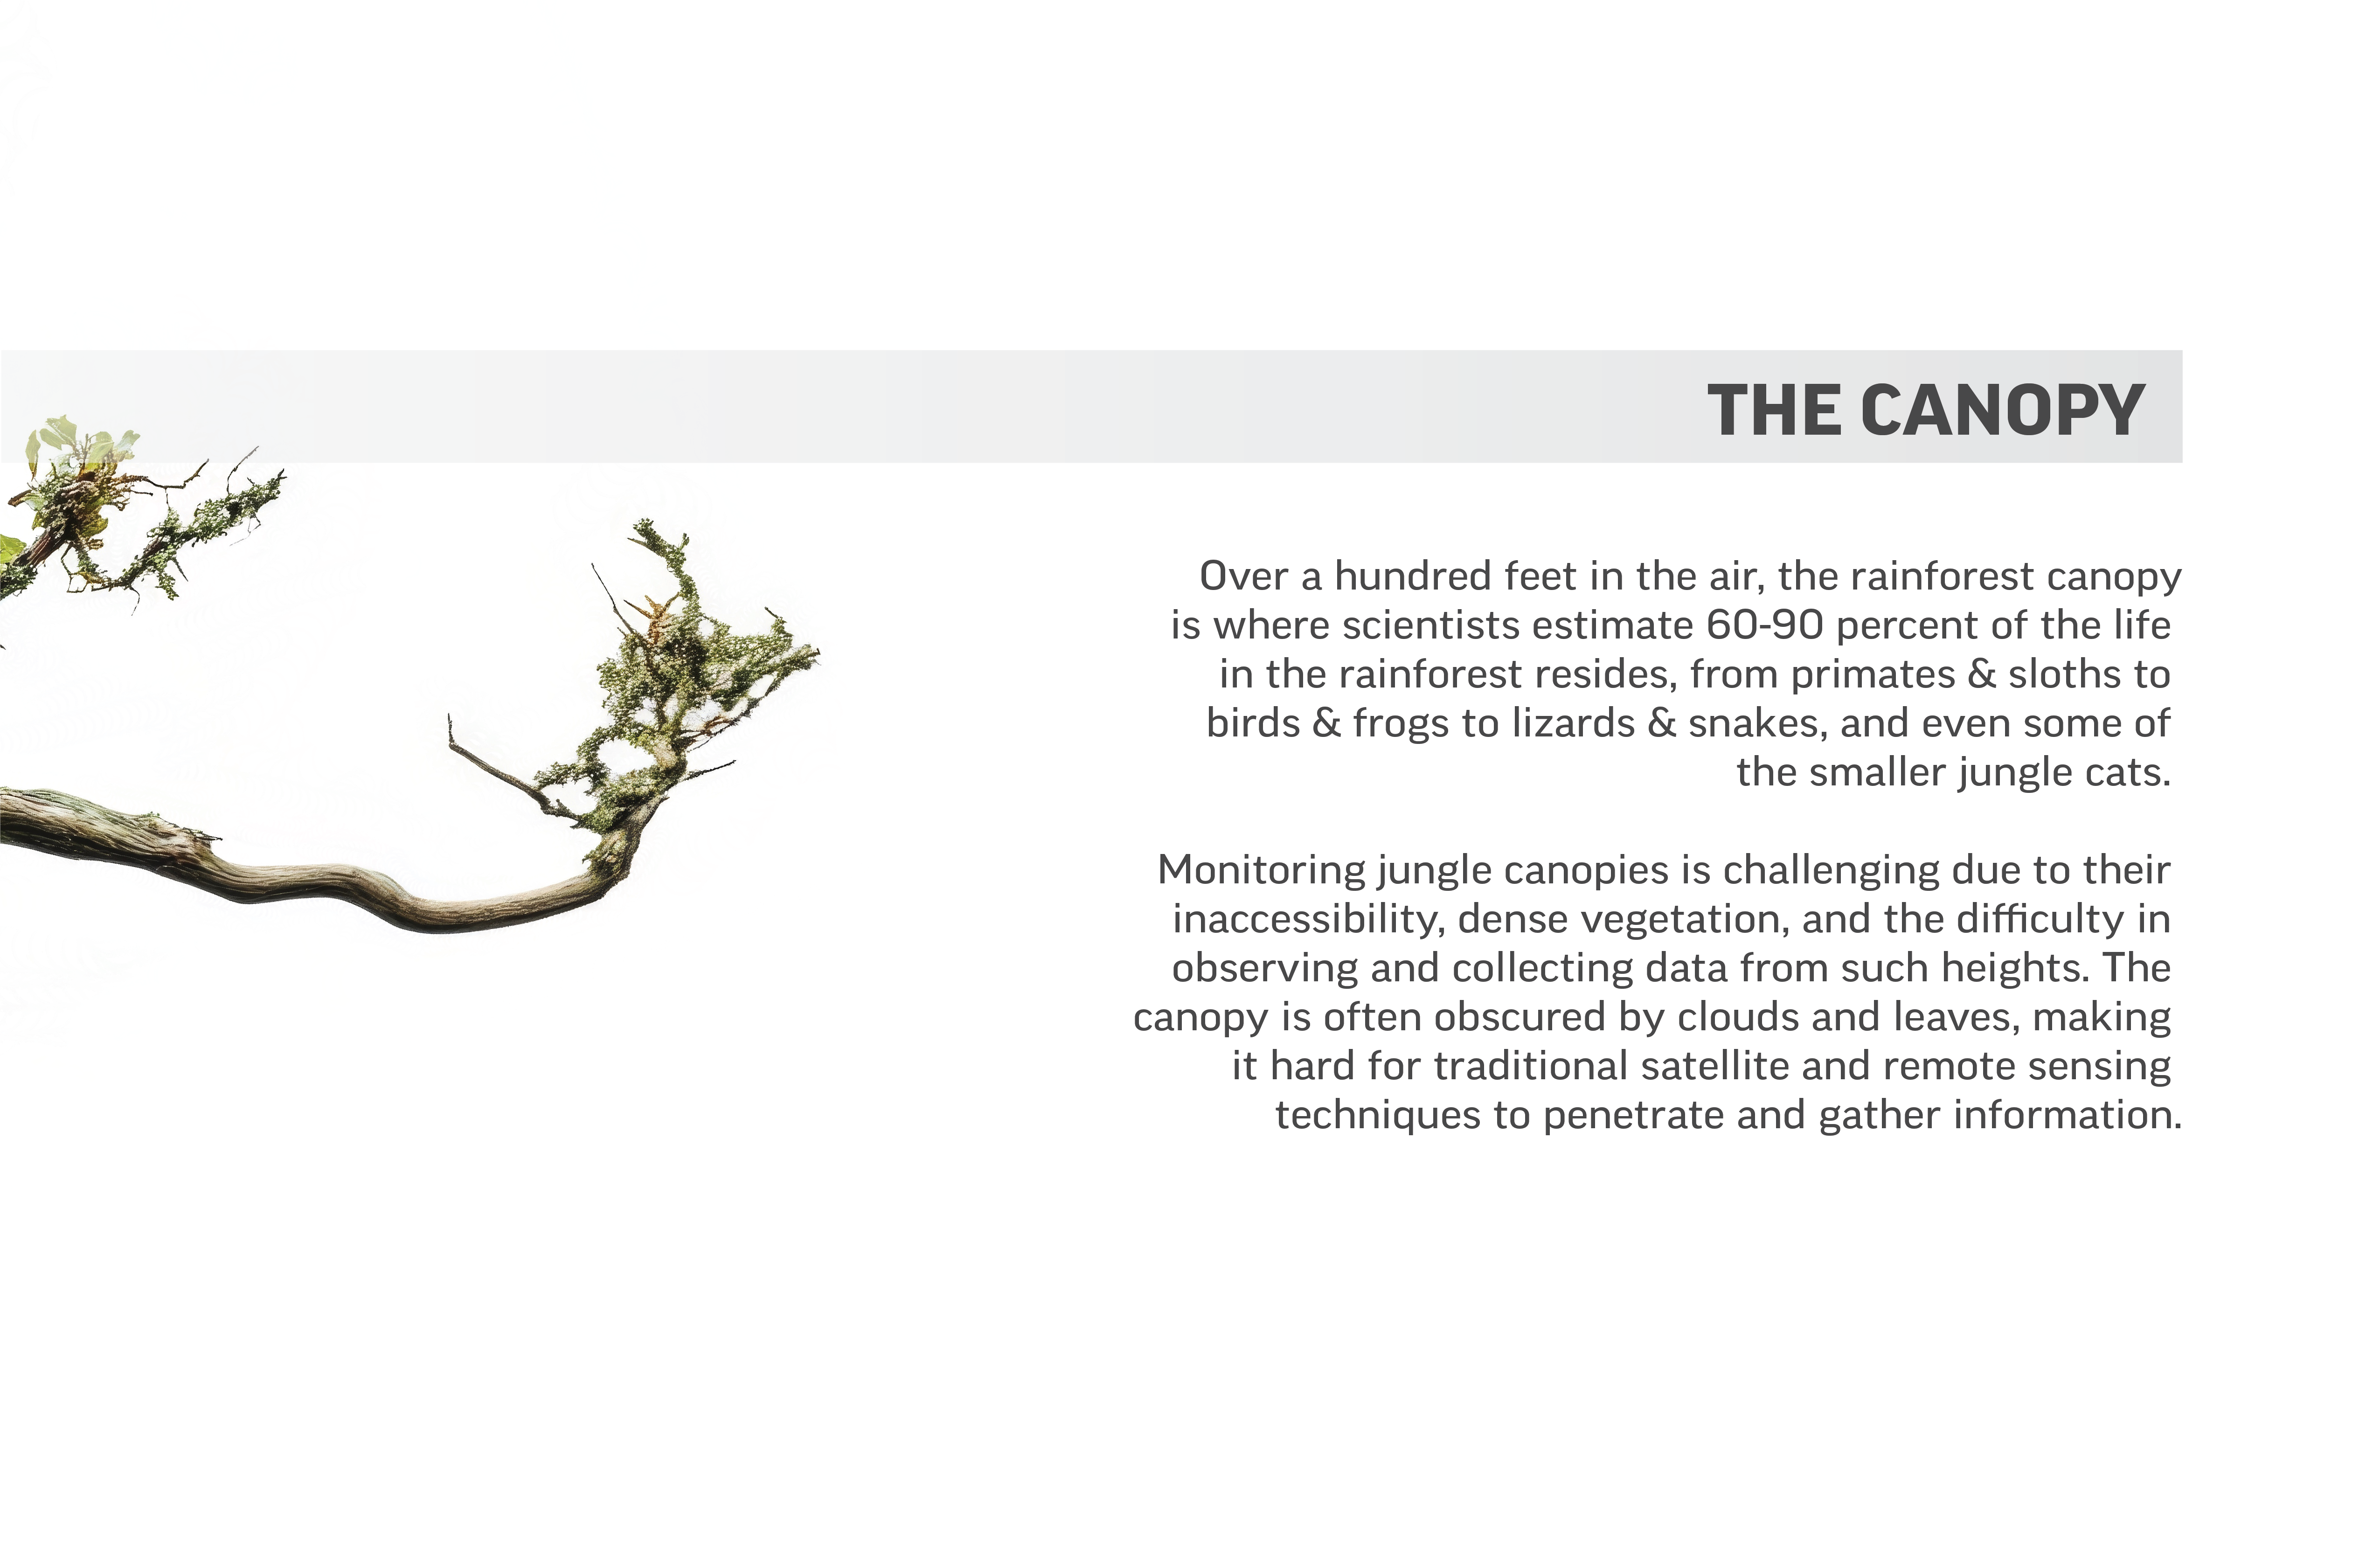 THE CANOPY
Over a hundred feet in the air, the rainforest canopy
is where scientists estimate 60-90 percent of the life
in the rainforest resides, from primates & sloths to
birds & frogs to lizards & snakes, and even some of
the smaller jungle cats.
Monitoring jungle canopies is challenging due to their
inaccessibility, dense vegetation, and the difficulty in
observing and collecting data from such heights. The
canopy is often obscured by clouds and leaves, making
it hard for traditional satellite and remote sensing
techniques to penetrate and gather information.